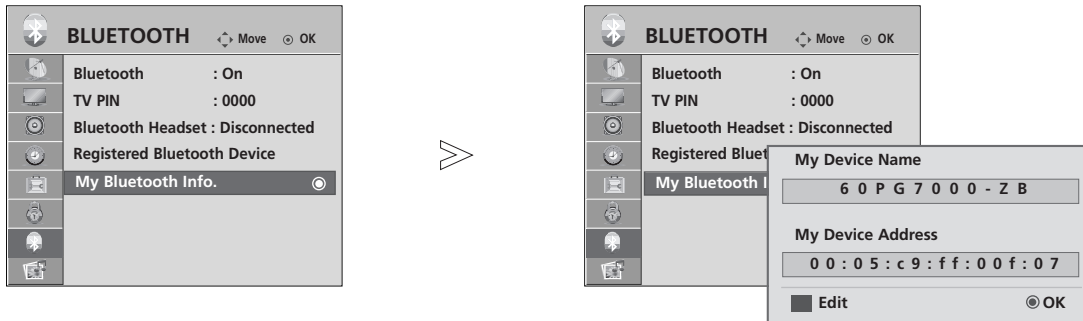 BLUETOOTH Move OK
Bluetooth : On
TV PIN : 0000
Bluetooth Headset : Disconnected
Registered Bluetooth Device
My Bluetooth Info.
BLUETOOTH Move OK
Bluetooth : On
TV PIN : 0000
Bluetooth Headset : Disconnected
Registered Bluet
My Bluetooth I
My Device Name
60PG7000-ZB
My Device Address
00:05:c9:ff:00f:07
Edit OK